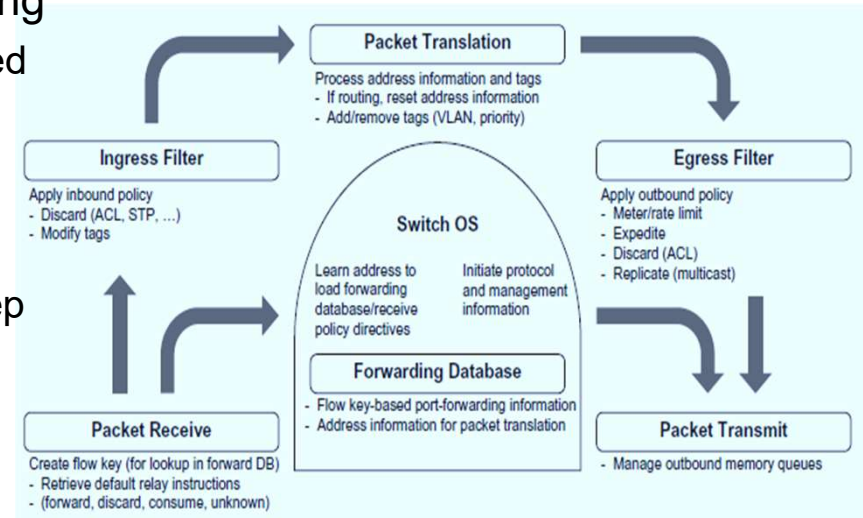 ng
ed
ep
Packet Translation
Process address information and tags
- If routing, reset address information
- Add/remove tags (VLAN, priority)
Ingress Filter
Apply inbound policy
- Discard (ACL, STP, ...)
- Modify tags
Egress Filter
Apply outbound policy
- Meter/rate limit
- Expedite
- Discard (ACL)
- Replicate (multicast)
Switch OS
Learn address to
load forwarding
database/receive
policy directives
Initiate protocol
and management
information
Forwarding Database
- Flow key-based port-forwarding information
- Address information for packet translation
Packet Receive
Create flow key (for lookup in forward DB)
- Retrieve default relay instructions
- (forward, discard, consume, unknown)
Packet Transmit
- Manage outbound memory queues